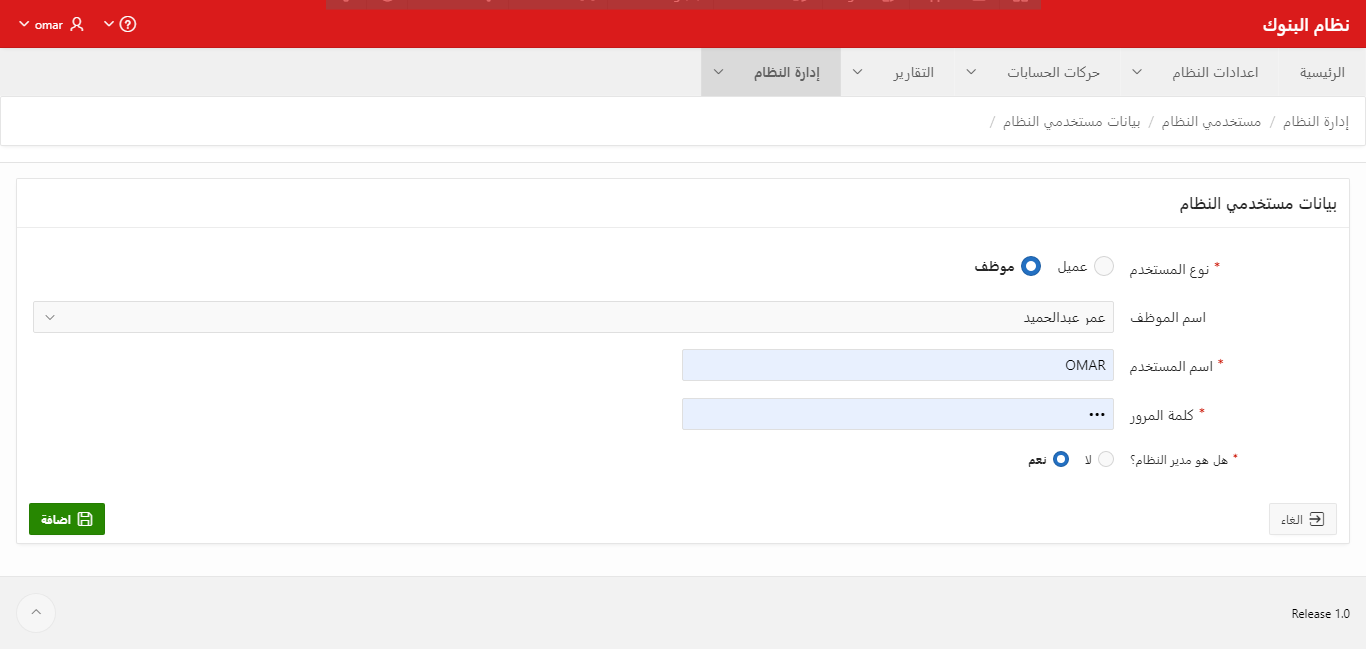 نظام البنوك
omar
الرئيسية
اعدادات النظام
حركات الحسابات
التقارير
إدارة النظام
إدارة النظام / مستخدمي النظام / بيانات مستخدمي النظام /
بيانات مستخدمي النظام
* نوع المستخدم
عميل
موظف
اسم الموظف
عمر عبدالحميد
* اسم المستخدم
OMAR
* كلمة المرور
•••
* هل هو مدير النظام؟
لا
نعم
الغاء
اضافة
Release 1.0